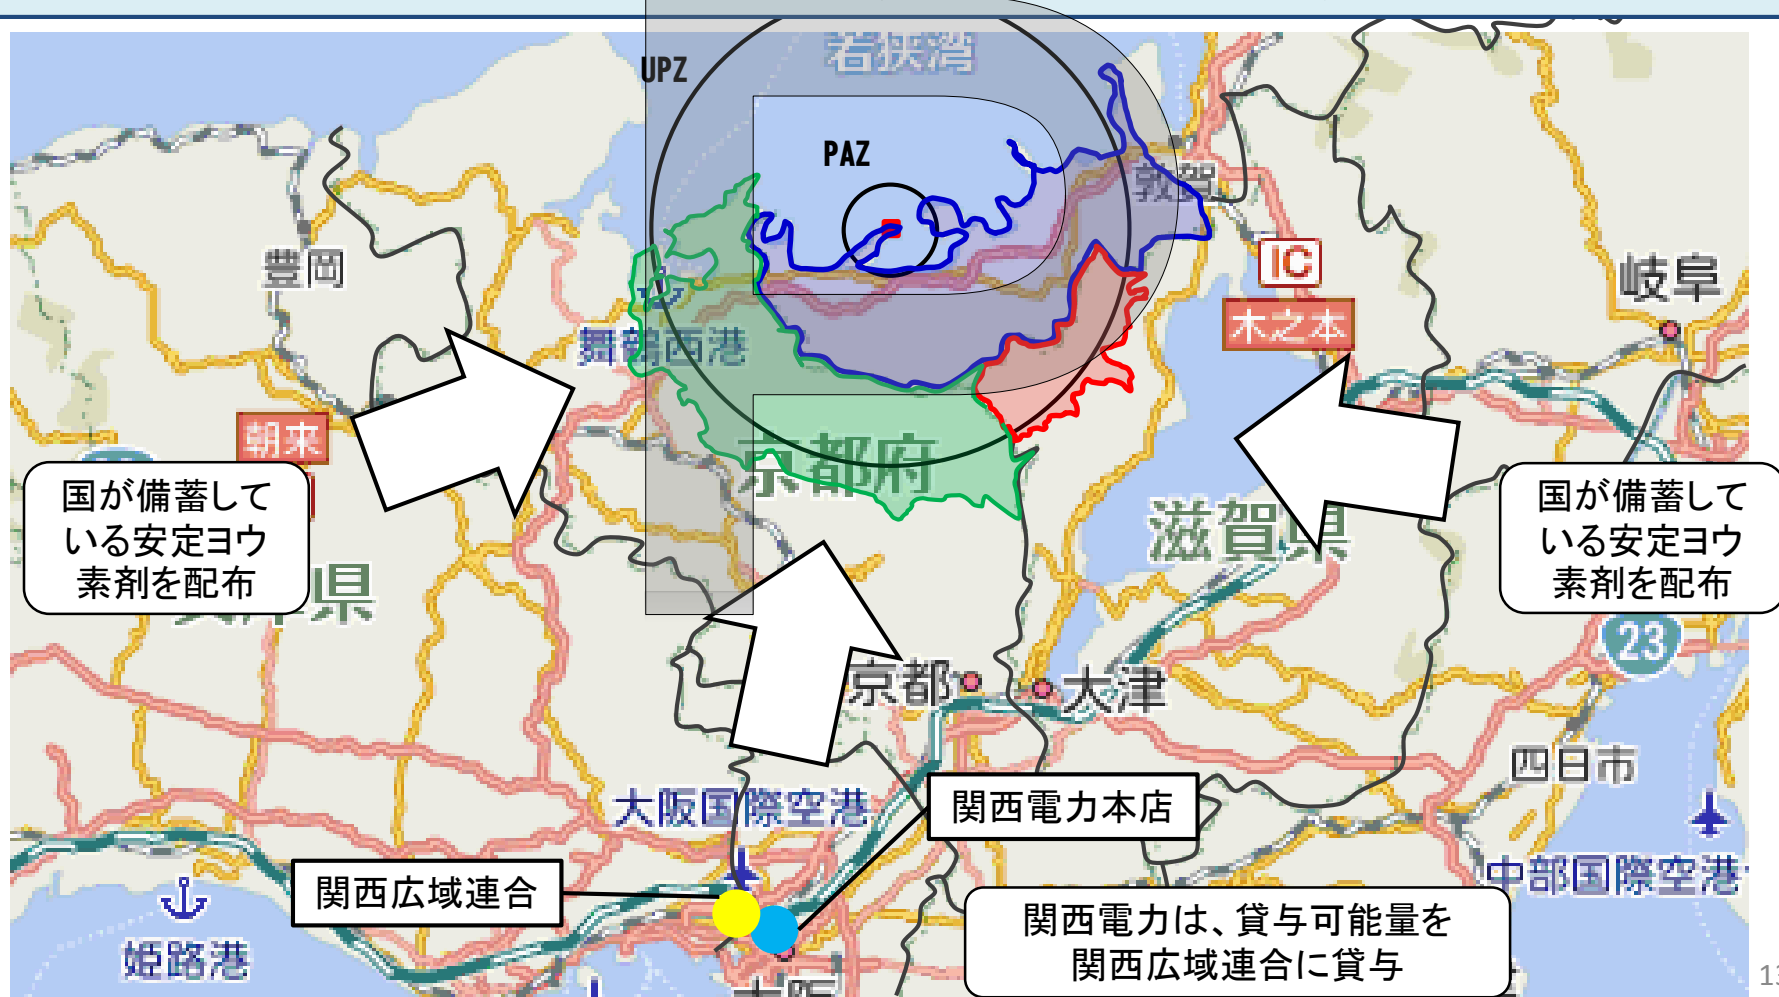 若狭湾
UPZ
PAZ
敦賀
豊岡
IC
岐阜
木之本
舞鶴西港
朝来
京都府
国が備蓄して
いる安定ヨウ
素剤を配布
国が備蓄して
いる安定ヨウ
素剤を配布
滋賀県
県
23
京都
大津
四日市
大阪国際空港
関西電力本店
関西広域連合
中部国際空港
関西電力は、貸与可能量を
関西広域連合に貸与
姫路港
大阪